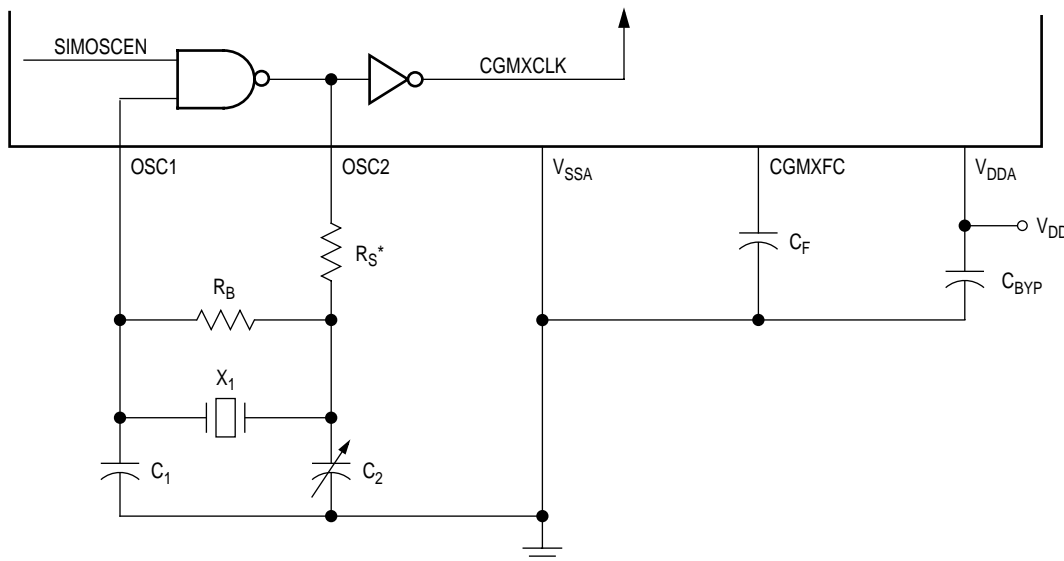 SIMOSCEN
CGMXCLK
OSC1
OSC2
VSSA
CGMXFC
VDDA
VDD
RS*
CF
CBYP
RB
X1
C1
C2